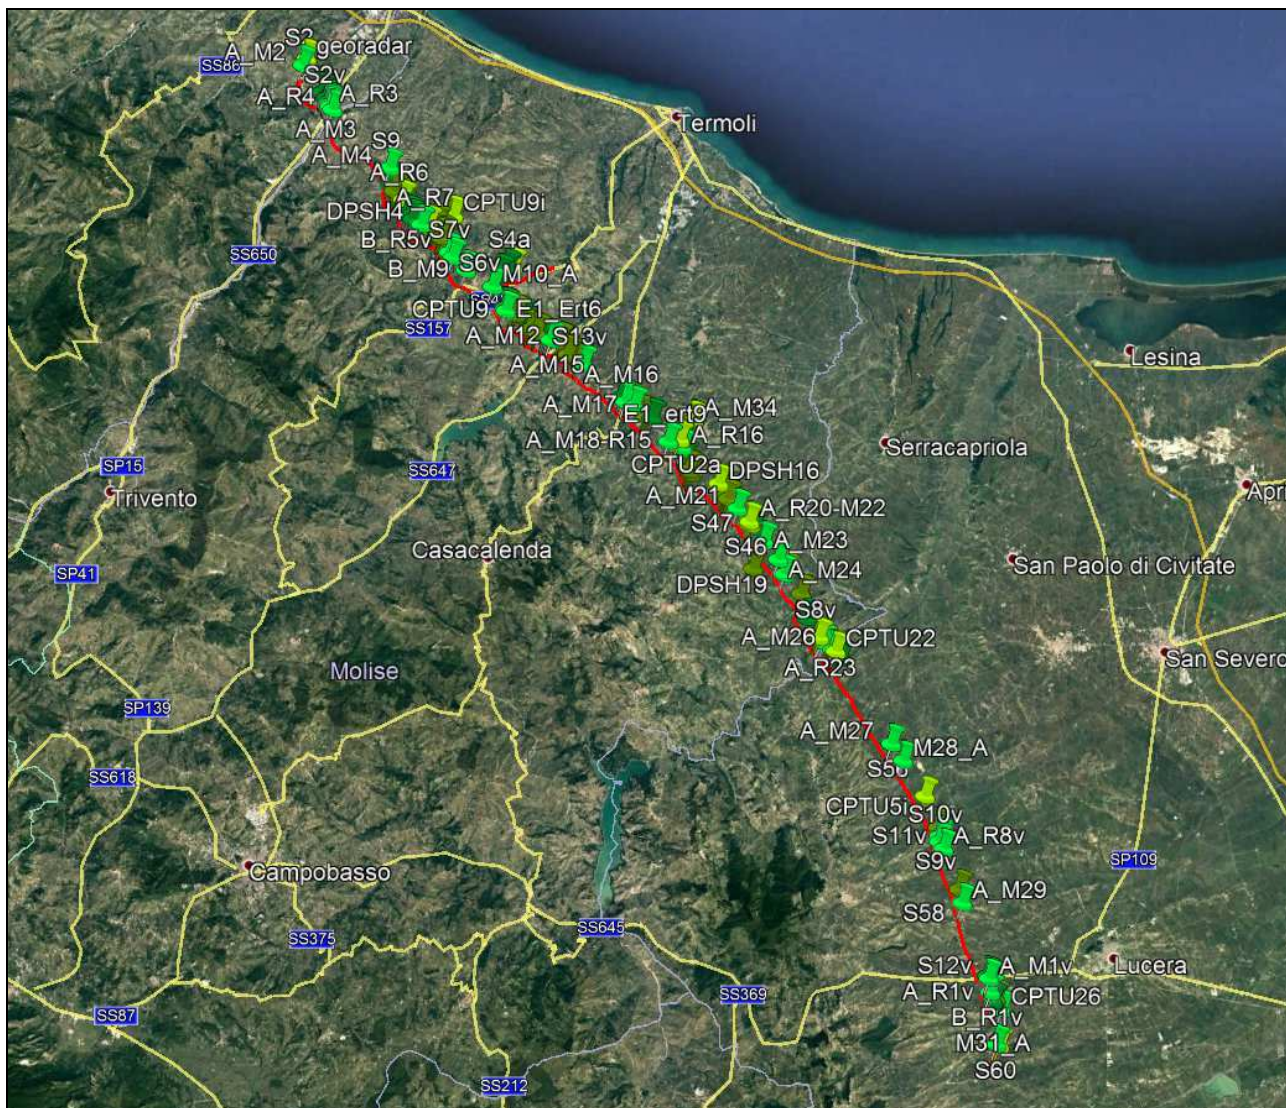 S2
A_M2
georadar
SS86
S2v
A_R4
A_R3
Termoli
A_M3
S9
A_M4
A_R6
A_R7
CPTU9i
DPSH4
S7v
B_R5v
S4a
SS650
S6v
B_M9
M10_A
CPTU9
E1_Ert6
SS157
A_M12
S13v
Lesina
A_M15
A_M16
A_M17
A_M34
E1_ert9
A_R16
A_M18-R15
Serracapriola
SP15
CPTU2a
SS647
DPSH16
Trivento
A_M21
A_R20-M22
S47
A_M23
S46
Casacalenda
San Paolo di Civitate
SP41
A_M24
DPSH19
S8v
A_M26
CPTU22
San Severo
A_R23
Molise
SP139
A_M27
M28_A
SS618
CPTU5i
S10v
S11v
A_R8v
S9v
SP109
Campobasso
A_M29
S58
SS645
SS375
S12v
A_M1v
Lucera
A_R1v
CPTU26
SS369
SS87
B_R1v
M31_A
S60
SS212